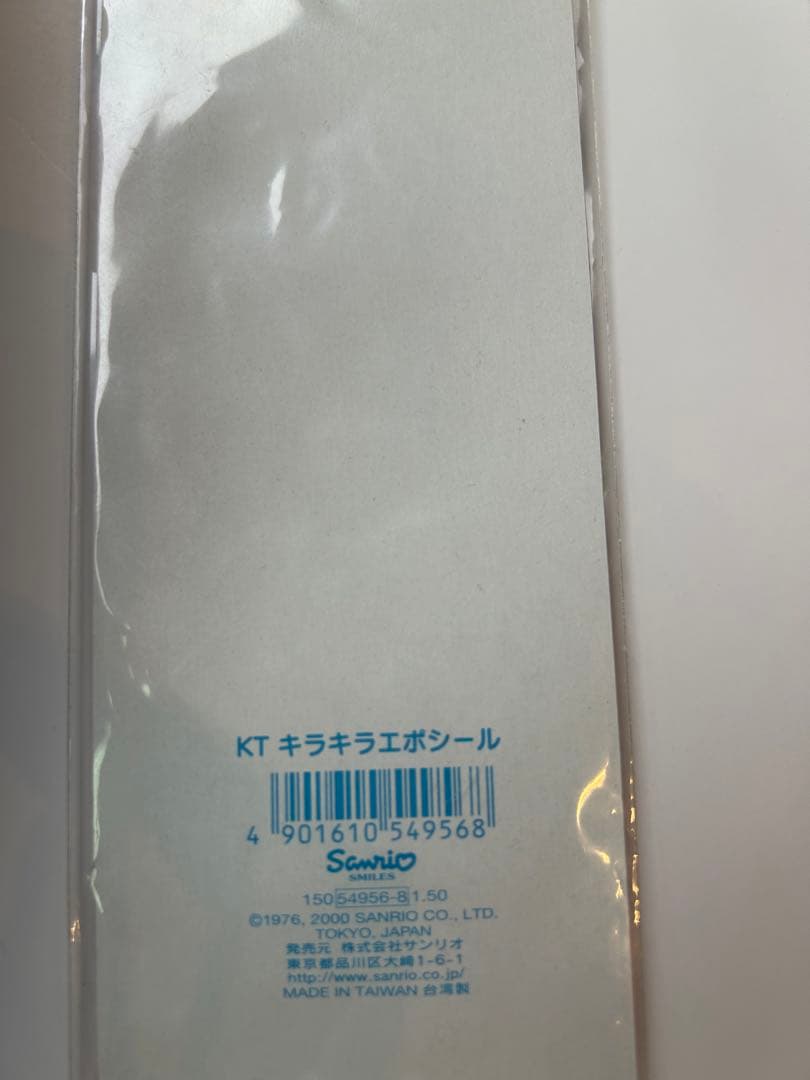 KT キラキラエポシール
4 901610 549568
Sanrio
SMILES
150 54956-8 1.50
©1976, 2000 SANRIO CO., LTD.
TOKYO, JAPAN
発売元 株式会社サンリオ
東京都品川区大崎1-6-1
http://www.sanrio.co.jp/
MADE IN TAIWAN 台湾製